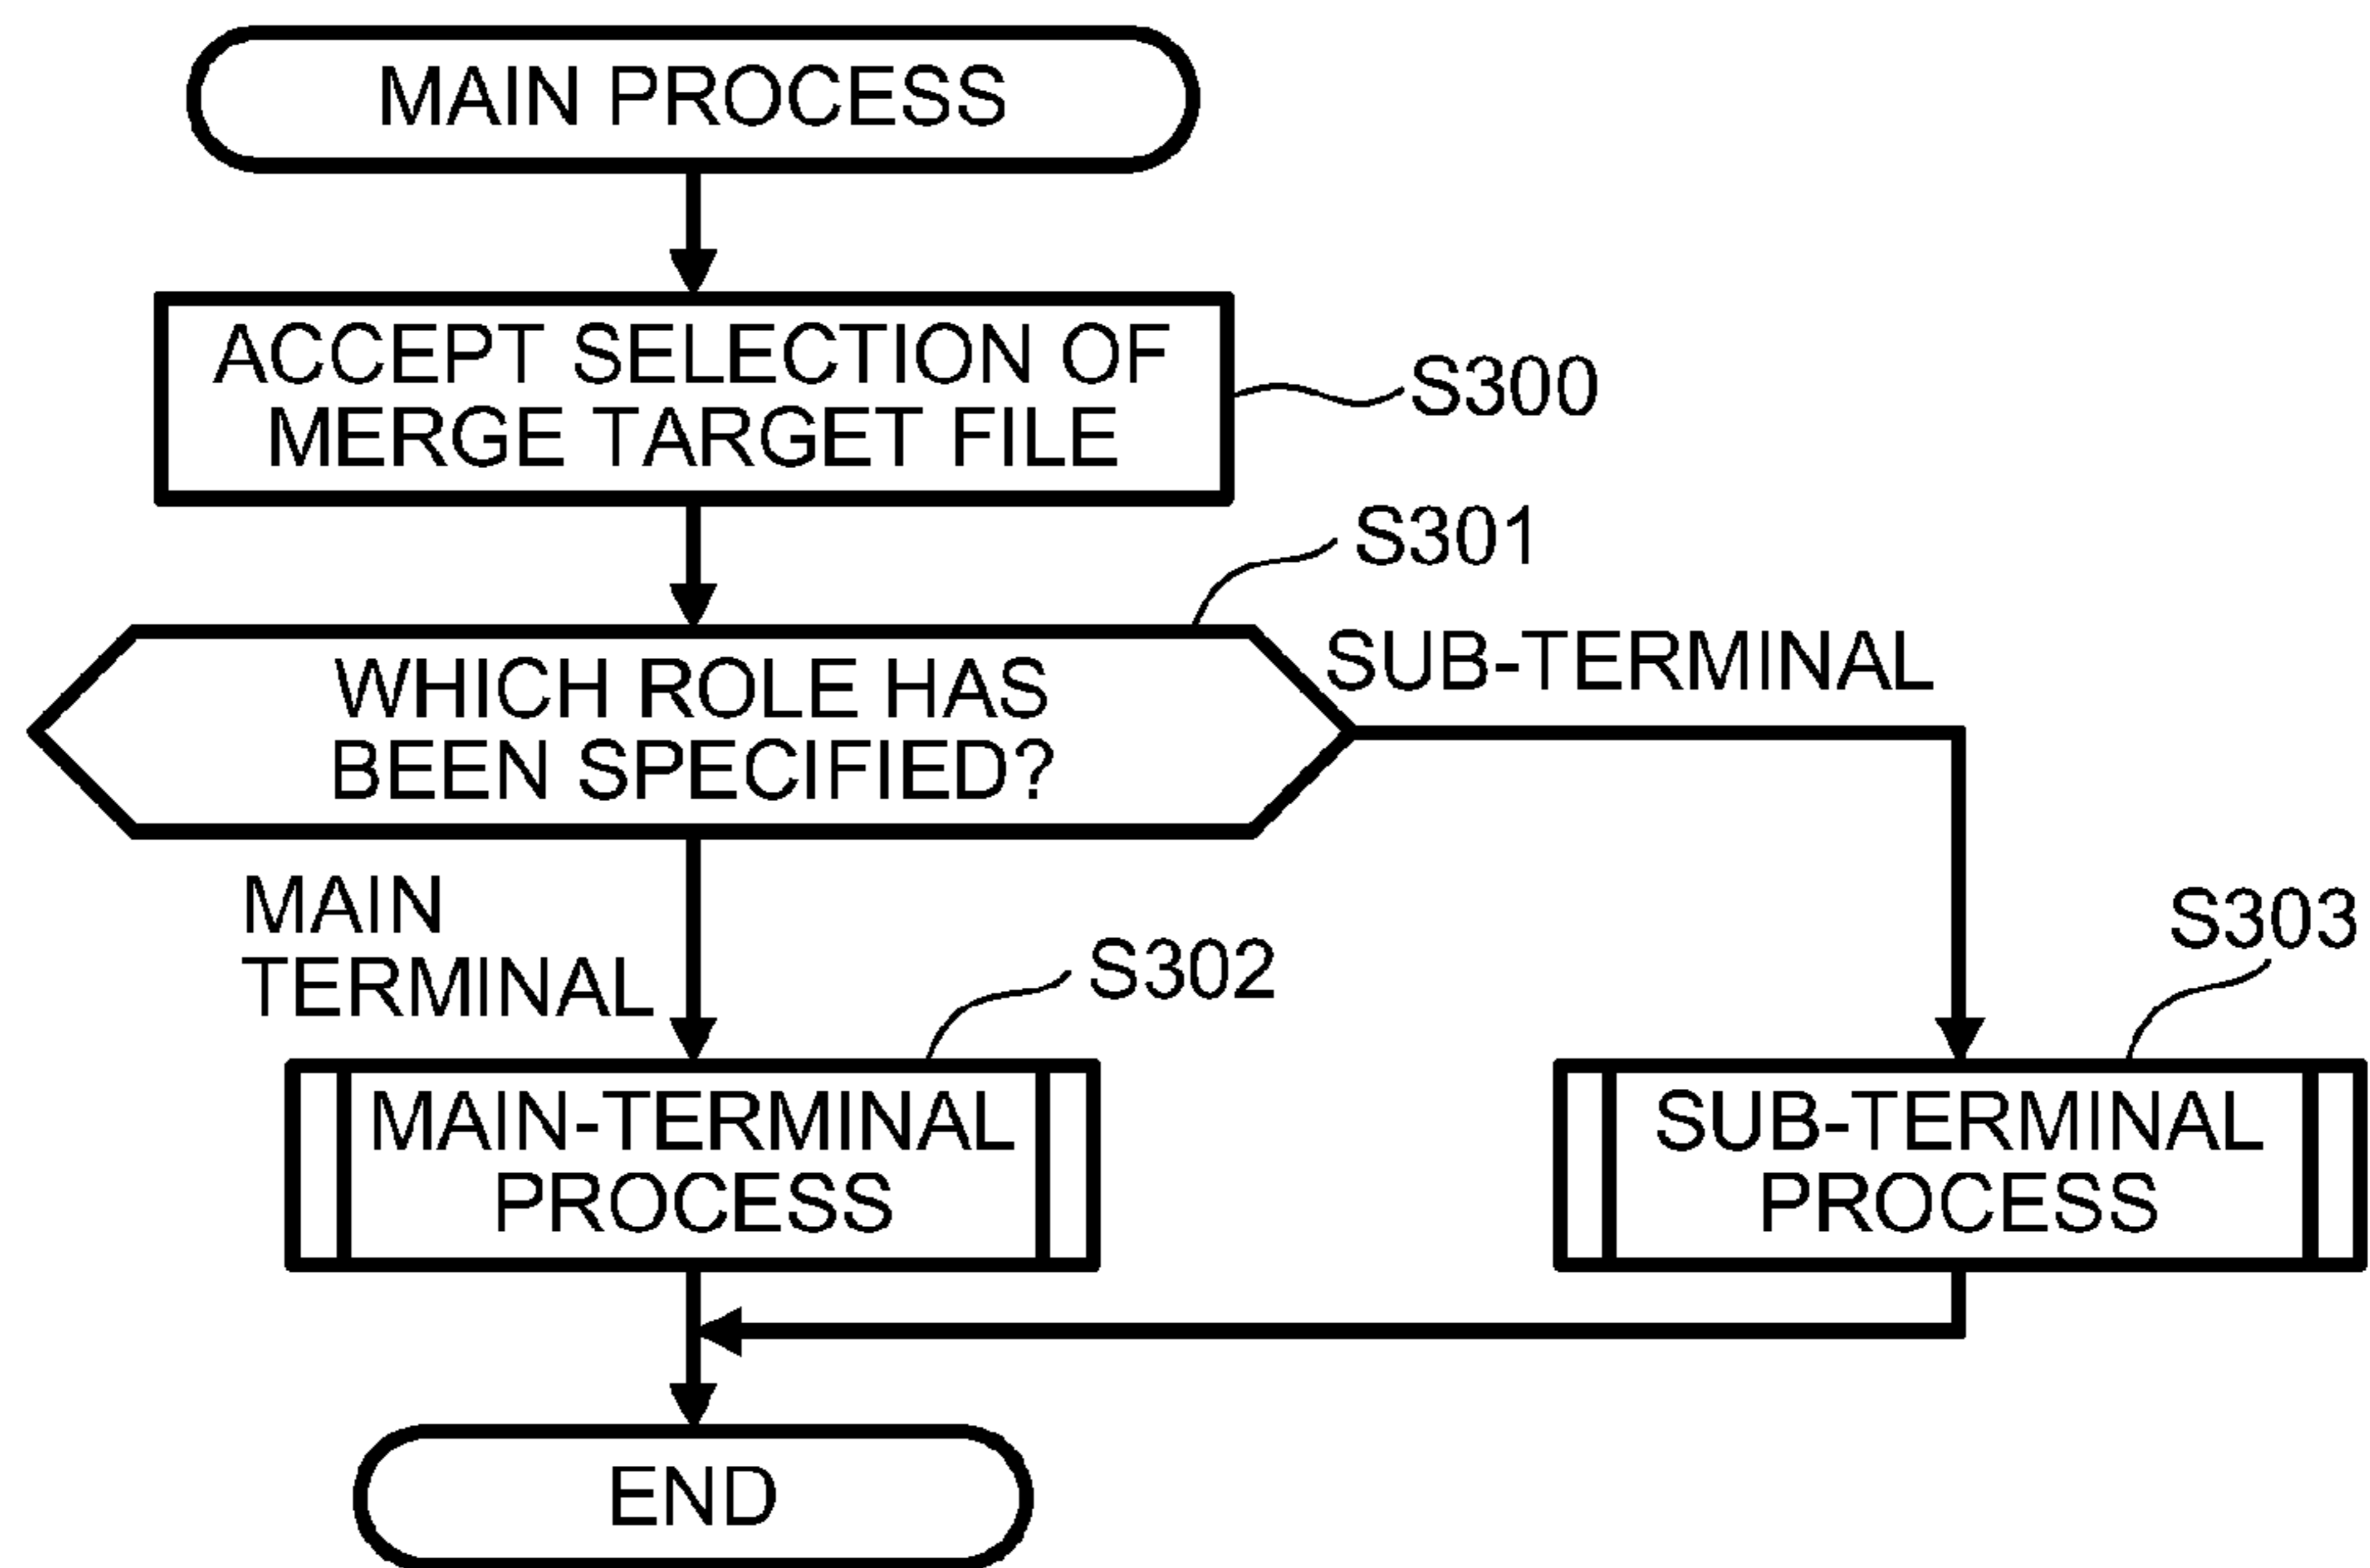 MAIN PROCESS
ACCEPT SELECTION OF
MERGE TARGET FILE
S300
S301
WHICH ROLE HAS
BEEN SPECIFIED?
SUB-TERMINAL
MAIN
TERMINAL
S302
S303
MAIN-TERMINAL
PROCESS
SUB-TERMINAL
PROCESS
END